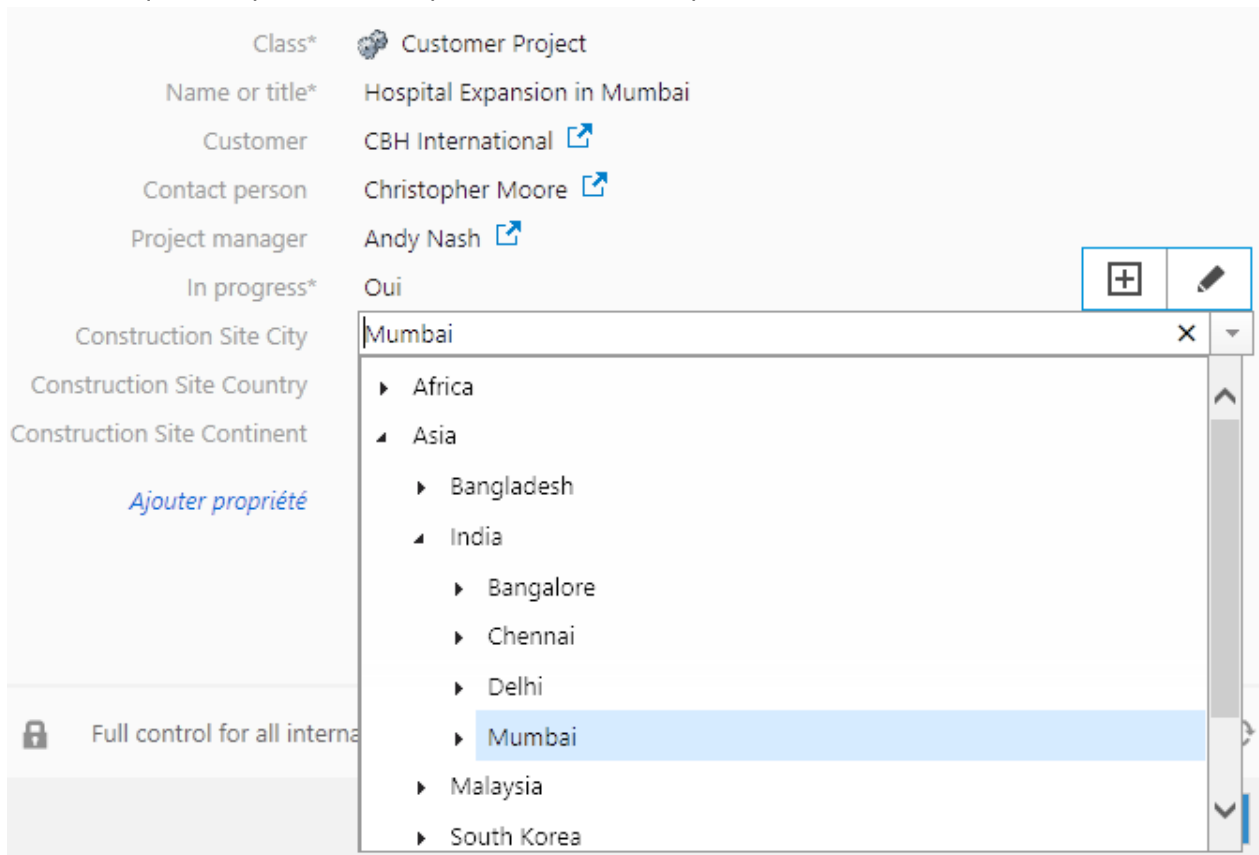 Class* Customer Project
Name or title* Hospital Expansion in Mumbai
Customer CBH International
Contact person Christopher Moore
Project manager Andy Nash
In progress* Oui
Construction Site City Mumbai
Construction Site Country Africa
Construction Site Continent Asia
Bangladesh
Ajouter propriété
India
Bangalore
Chennai
Delhi
Full control for all interna
Mumbai
Malaysia
South Korea